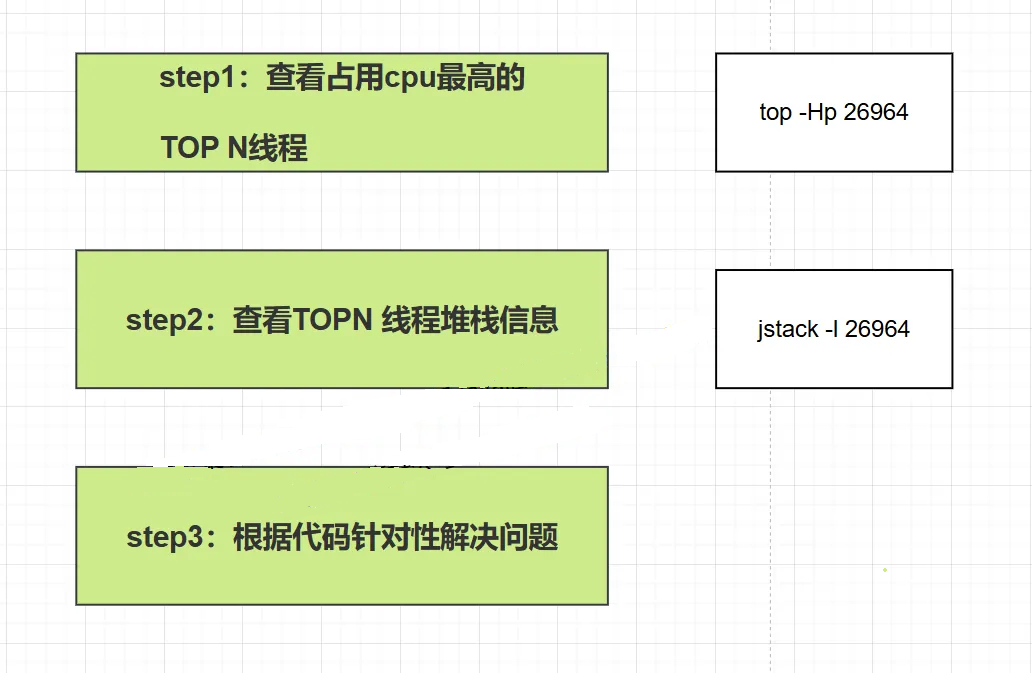 step1：查看占用cpu最高的
TOP N线程
top -Hp 26964
step2：查看TOPN 线程堆栈信息
jstack -l 26964
step3：根据代码针对性解决问题